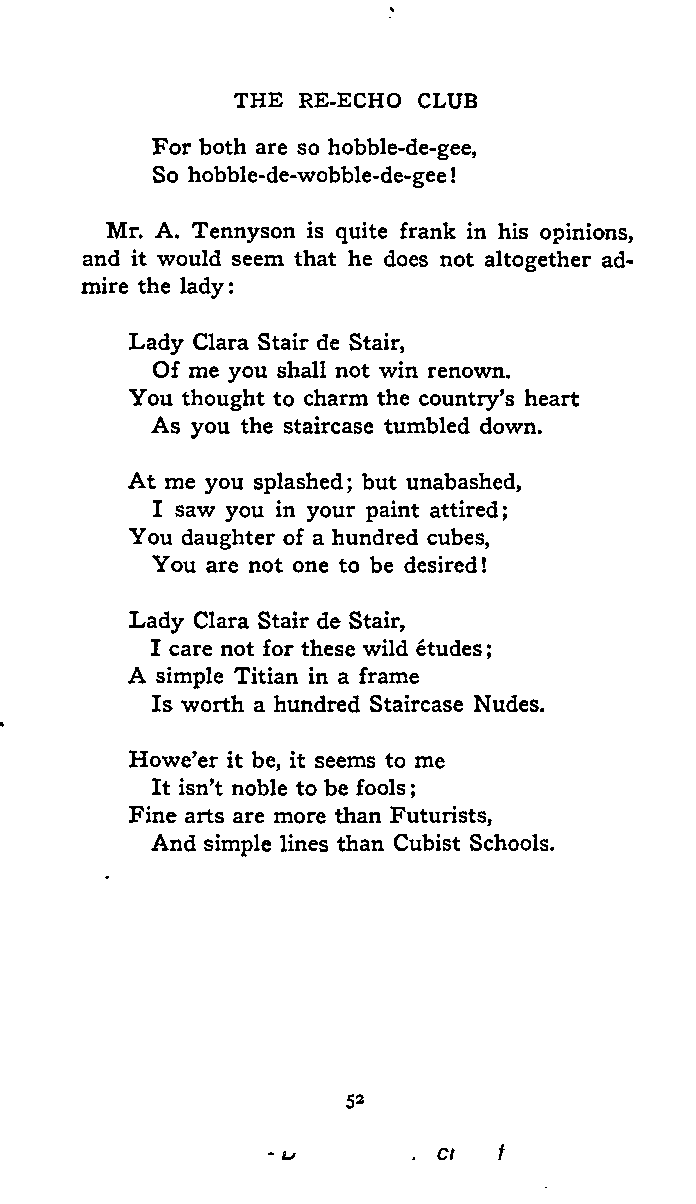 THE RE-ECHO CLUB
For both are so hobble-de-gee,
So hobble-de-wobble-de-gee!
Mr. A. Tennyson is quite frank in his opinions,
and it would seem that he does not altogether ad-
mire the lady:
Lady Clara Stair de Stair,
Of me you shall not win renown.
You thought to charm the country's heart
As you the staircase tumbled down.
At me you splashed; but unabashed,
I saw you in your paint attired;
You daughter of a hundred cubes,
You are not one to be desired!
Lady Clara Stair de Stair,
I care not for these wild études;
A simple Titian in a frame
Is worth a hundred Staircase Nudes.
Howe'er it be, it seems to me
It isn't noble to be fools;
Fine arts are more than Futurists,
And simple lines than Cubist Schools.
52